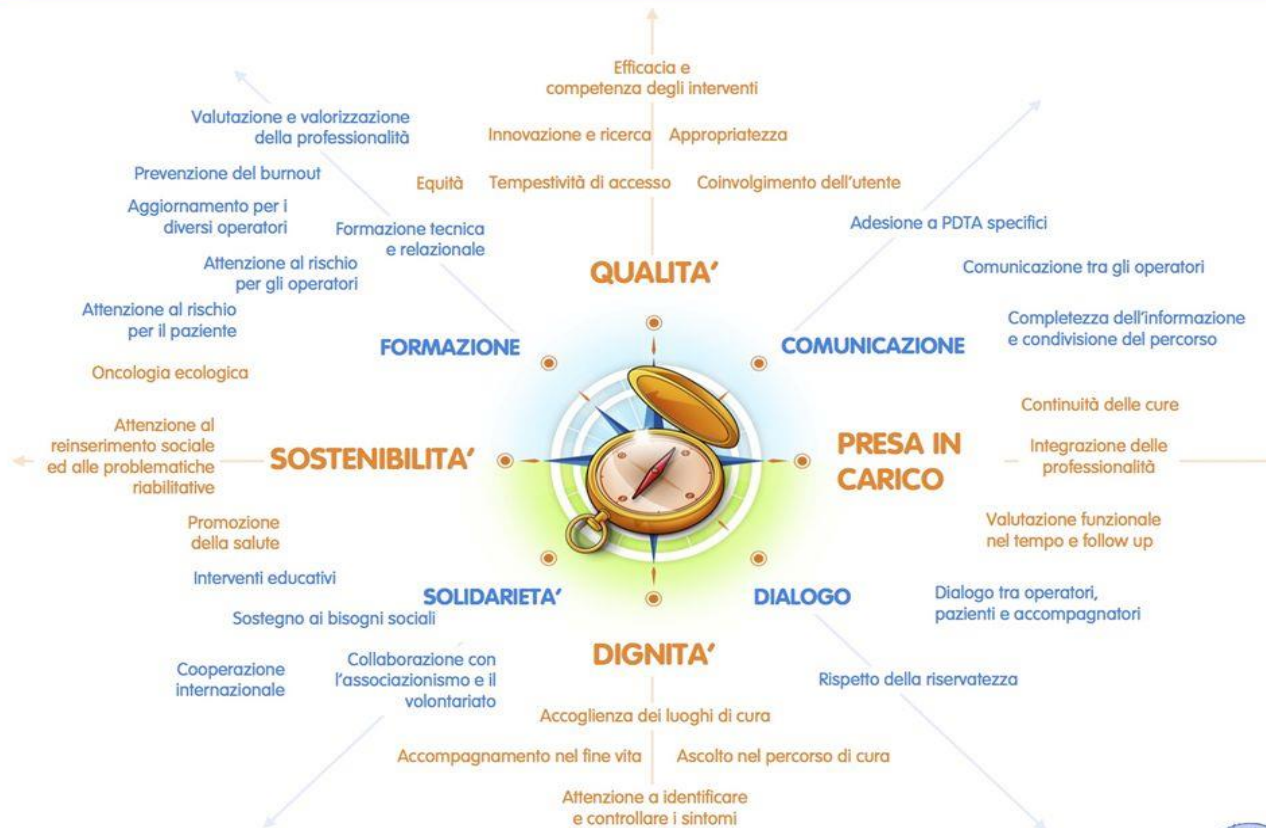 Efficacia e
competenza degli interventi
Innovazione e ricerca
Appropriatezza
Equità
Tempestività di accesso
Coinvolgimento dell'utente
QUALITA'
Valutazione e valorizzazione
della professionalità
Prevenzione del burnout
Aggiornamento per i
diversi operatori
Formazione tecnica
e relazionale
Attenzione al rischio
per gli operatori
Attenzione al rischio
per il paziente
FORMAZIONE
Adesione a PDTA specifici
Comunicazione tra gli operatori
Completezza dell'informazione
e condivisione del percorso
COMUNICAZIONE
Oncologia ecologica
Attenzione al
reinserimento sociale
ed alle problematiche
riabilitative
SOSTENIBILITA'
Promozione
della salute
PRESA IN
CARICO
Continuità delle cure
Integrazione delle
professionalità
Valutazione funzionale
nel tempo e follow up
Interventi educativi
SOLIDARIETA'
Sostegno ai bisogni sociali
Cooperazione
internazionale
Collaborazione con
l'associazionismo e il
volontariato
DIALOGO
Dialogo tra operatori,
pazienti e accompagnatori
Rispetto della riservatezza
DIGNITA'
Accoglienza dei luoghi di cura
Accompagnamento nel fine vita
Ascolto nel percorso di cura
Attenzione a identificare
e controllare i sintomi